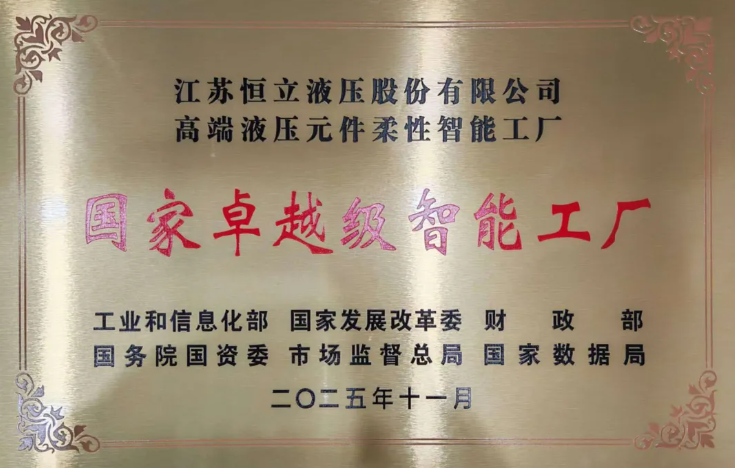 江苏恒立液压股份有限公司
高端液压元件柔性智能工厂
国家卓越级智能工厂
工业和信息化部 国家发展改革委 财政部
国务院国资委 市场监督总局 国家数据局
二〇二五年十一月